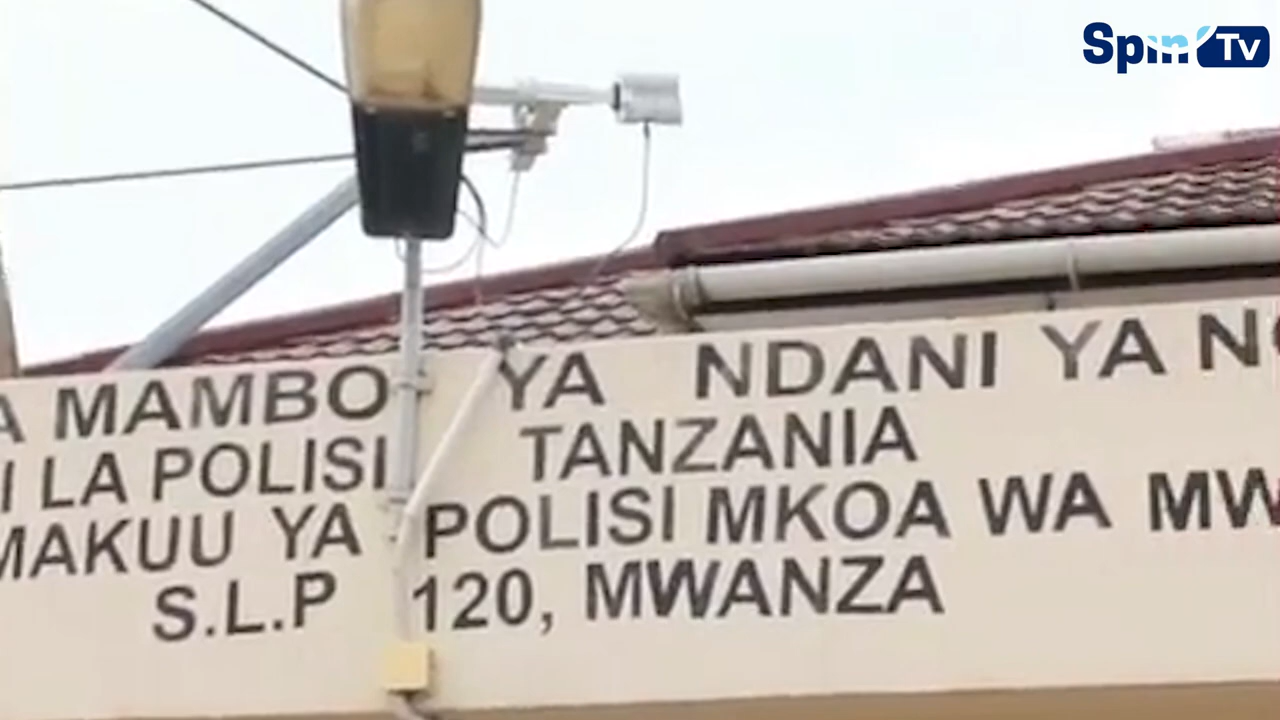 Spin Tv
A MAMBO YA NDANI YA N
I LA POLISI TANZANIA
MAKUU YA POLISI MKOA WA MW
S.L.P 120, MWANZA